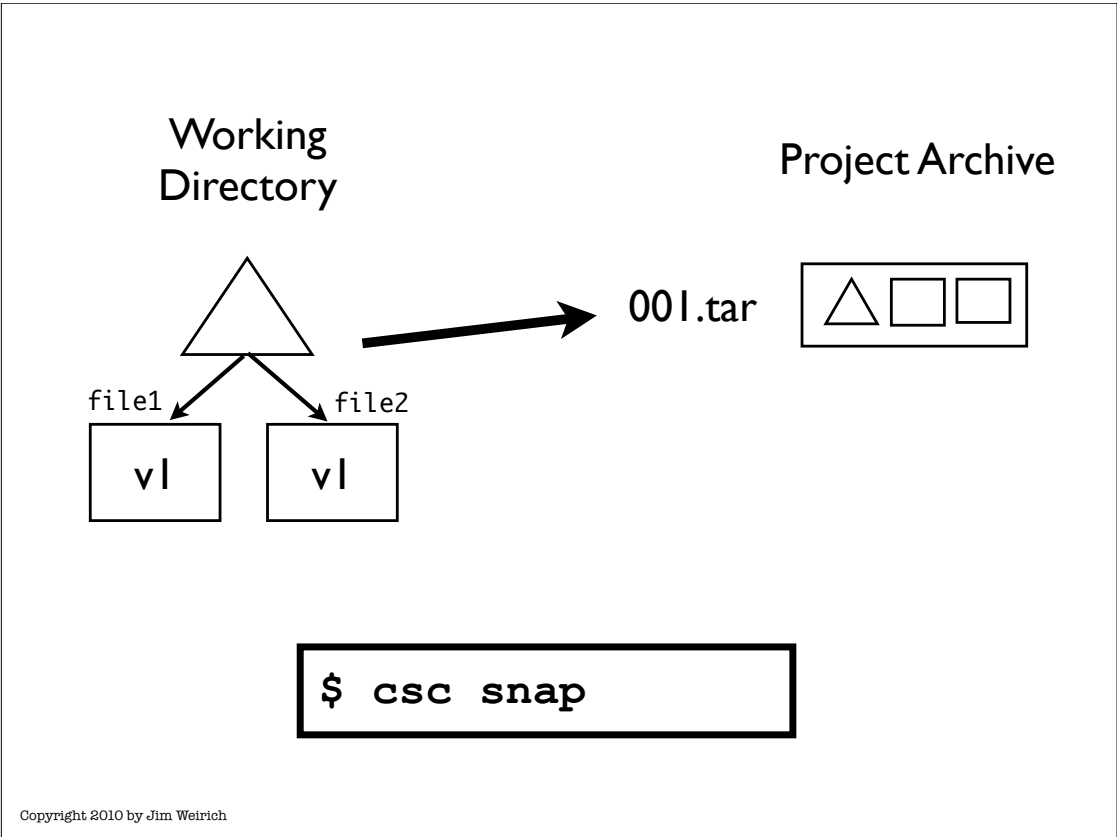 Working
Directory
Project Archive
001.tar
file1
file2
v1
v1
$ csc snap
Copyright 2010 by Jim Weirich